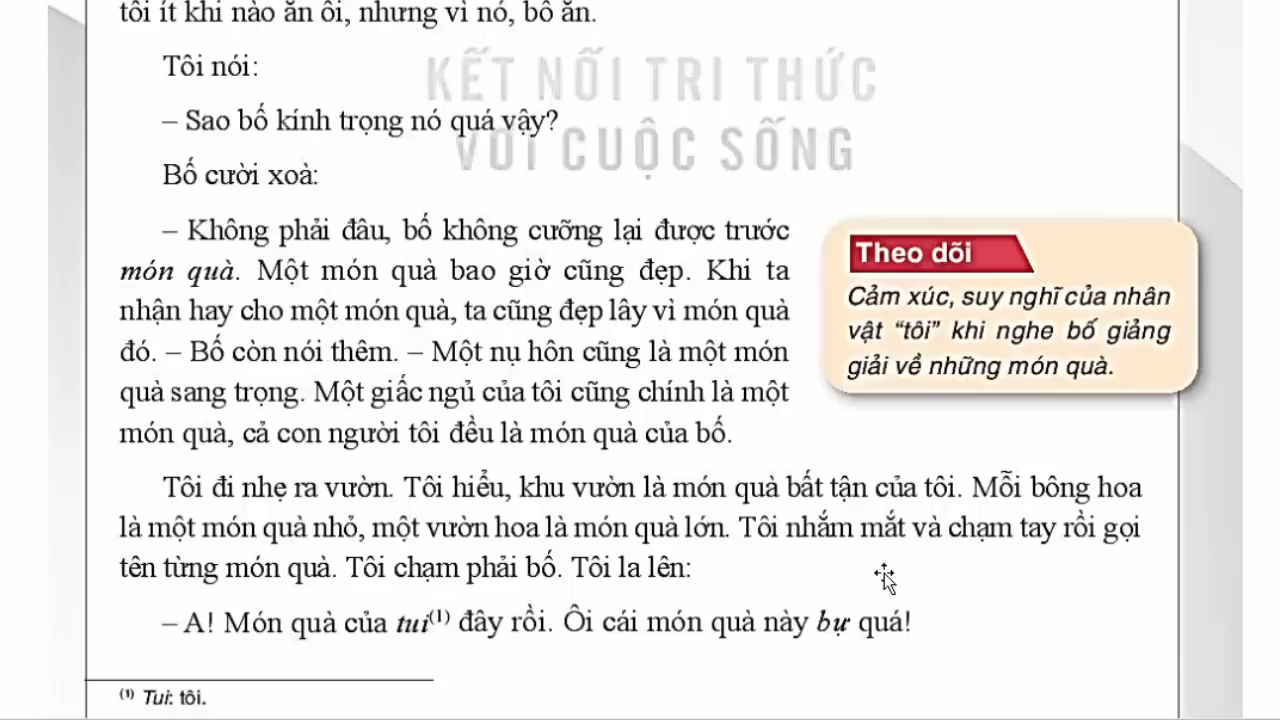 tôi ít khi nào ăn ổi, nhưng vì nó, bố ăn.
KẾT NỐI TRI THỨC
Tôi nói:
– Sao bố kính trọng nó quá vậy?
VỚI CUỘC SỐNG
Bố cười xoà:
– Không phải đâu, bố không cưỡng lại được trước
món quà. Một món quà bao giờ cũng đẹp. Khi ta
nhận hay cho một món quà, ta cũng đẹp lây vì món quà
đó. – Bố còn nói thêm. – Một nụ hôn cũng là một món
quà sang trọng. Một giấc ngủ của tôi cũng chính là một
món quà, cả con người tôi đều là món quà của bố.
Theo dõi
Cảm xúc, suy nghĩ của nhân
vật “tôi” khi nghe bố giảng
giải về những món quà.
Tôi đi nhẹ ra vườn. Tôi hiểu, khu vườn là món quà bất tận của tôi. Mỗi bông hoa
là một món quà nhỏ, một vườn hoa là món quà lớn. Tôi nhắm mắt và chạm tay rồi gọi
tên từng món quà. Tôi chạm phải bố. Tôi la lên:
– A! Món quà của tui(1) đây rồi. Ôi cái món quà này bự quá!
(1) Tui: tôi.